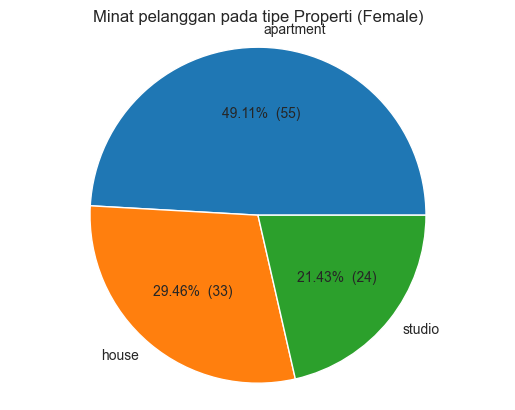 Minat pelanggan pada tipe Properti (Female)
apartment
49.11%  (55)
29.46%  (33)
21.43%  (24)
studio
house